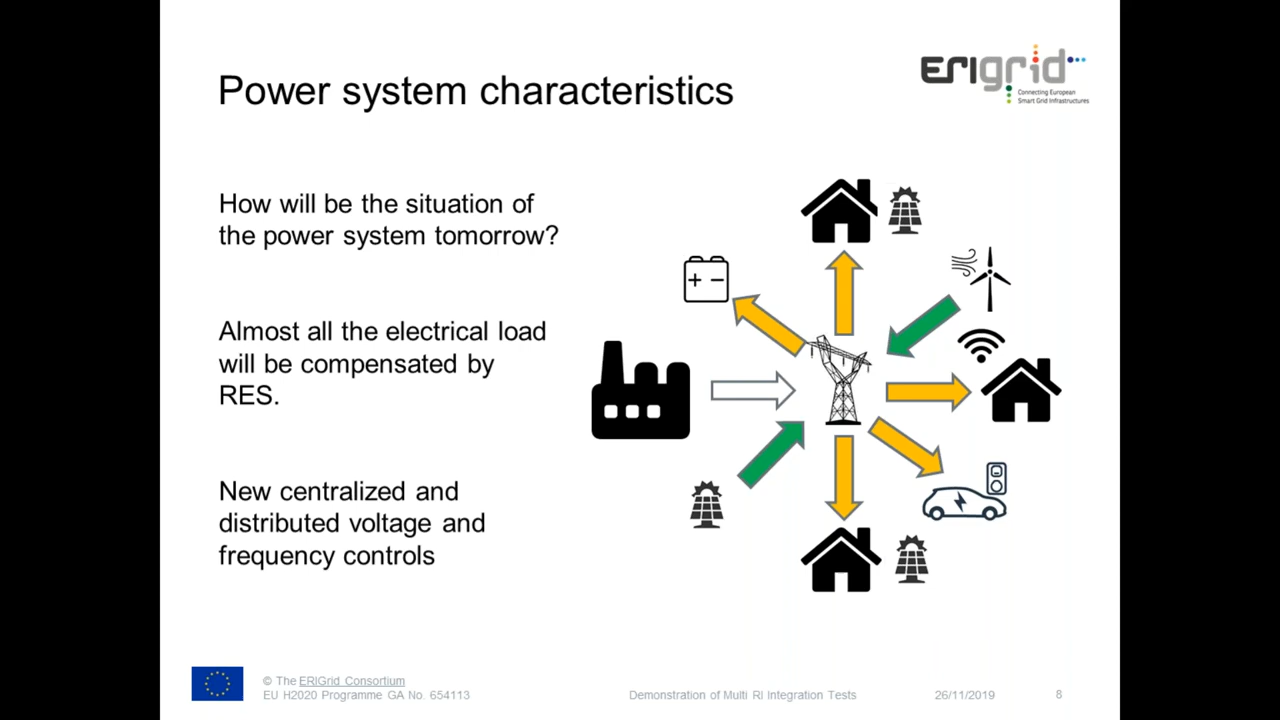 Power system characteristics
ERIgrid
Connecting European
Smart Grid Infrastructures
How will be the situation of
the power system tomorrow?
Almost all the electrical load
will be compensated by
RES.
New centralized and
distributed voltage and
frequency controls
+ −
© The ERIGrid Consortium
EU H2020 Programme GA No. 654113
Demonstration of Multi RI Integration Tests
26/11/2019
8